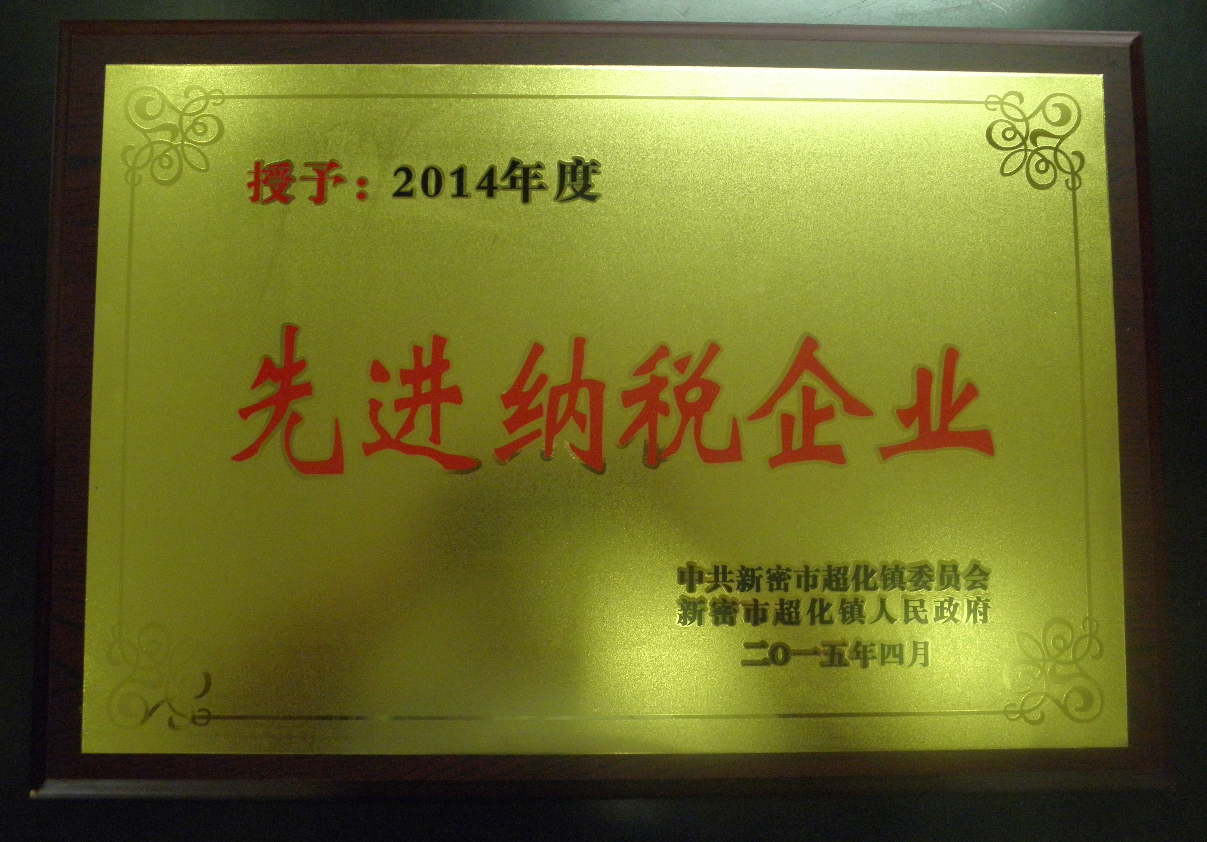 授予：2014年度
先进纳税企业
中共新密市超化镇委员会
新密市超化镇人民政府
二〇一五年四月